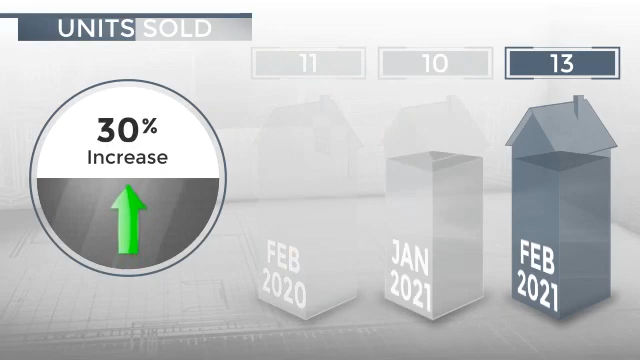 UNITS SOLD
11
10
13
30%
Increase
FEB
2020
JAN
2021
FEB
2021